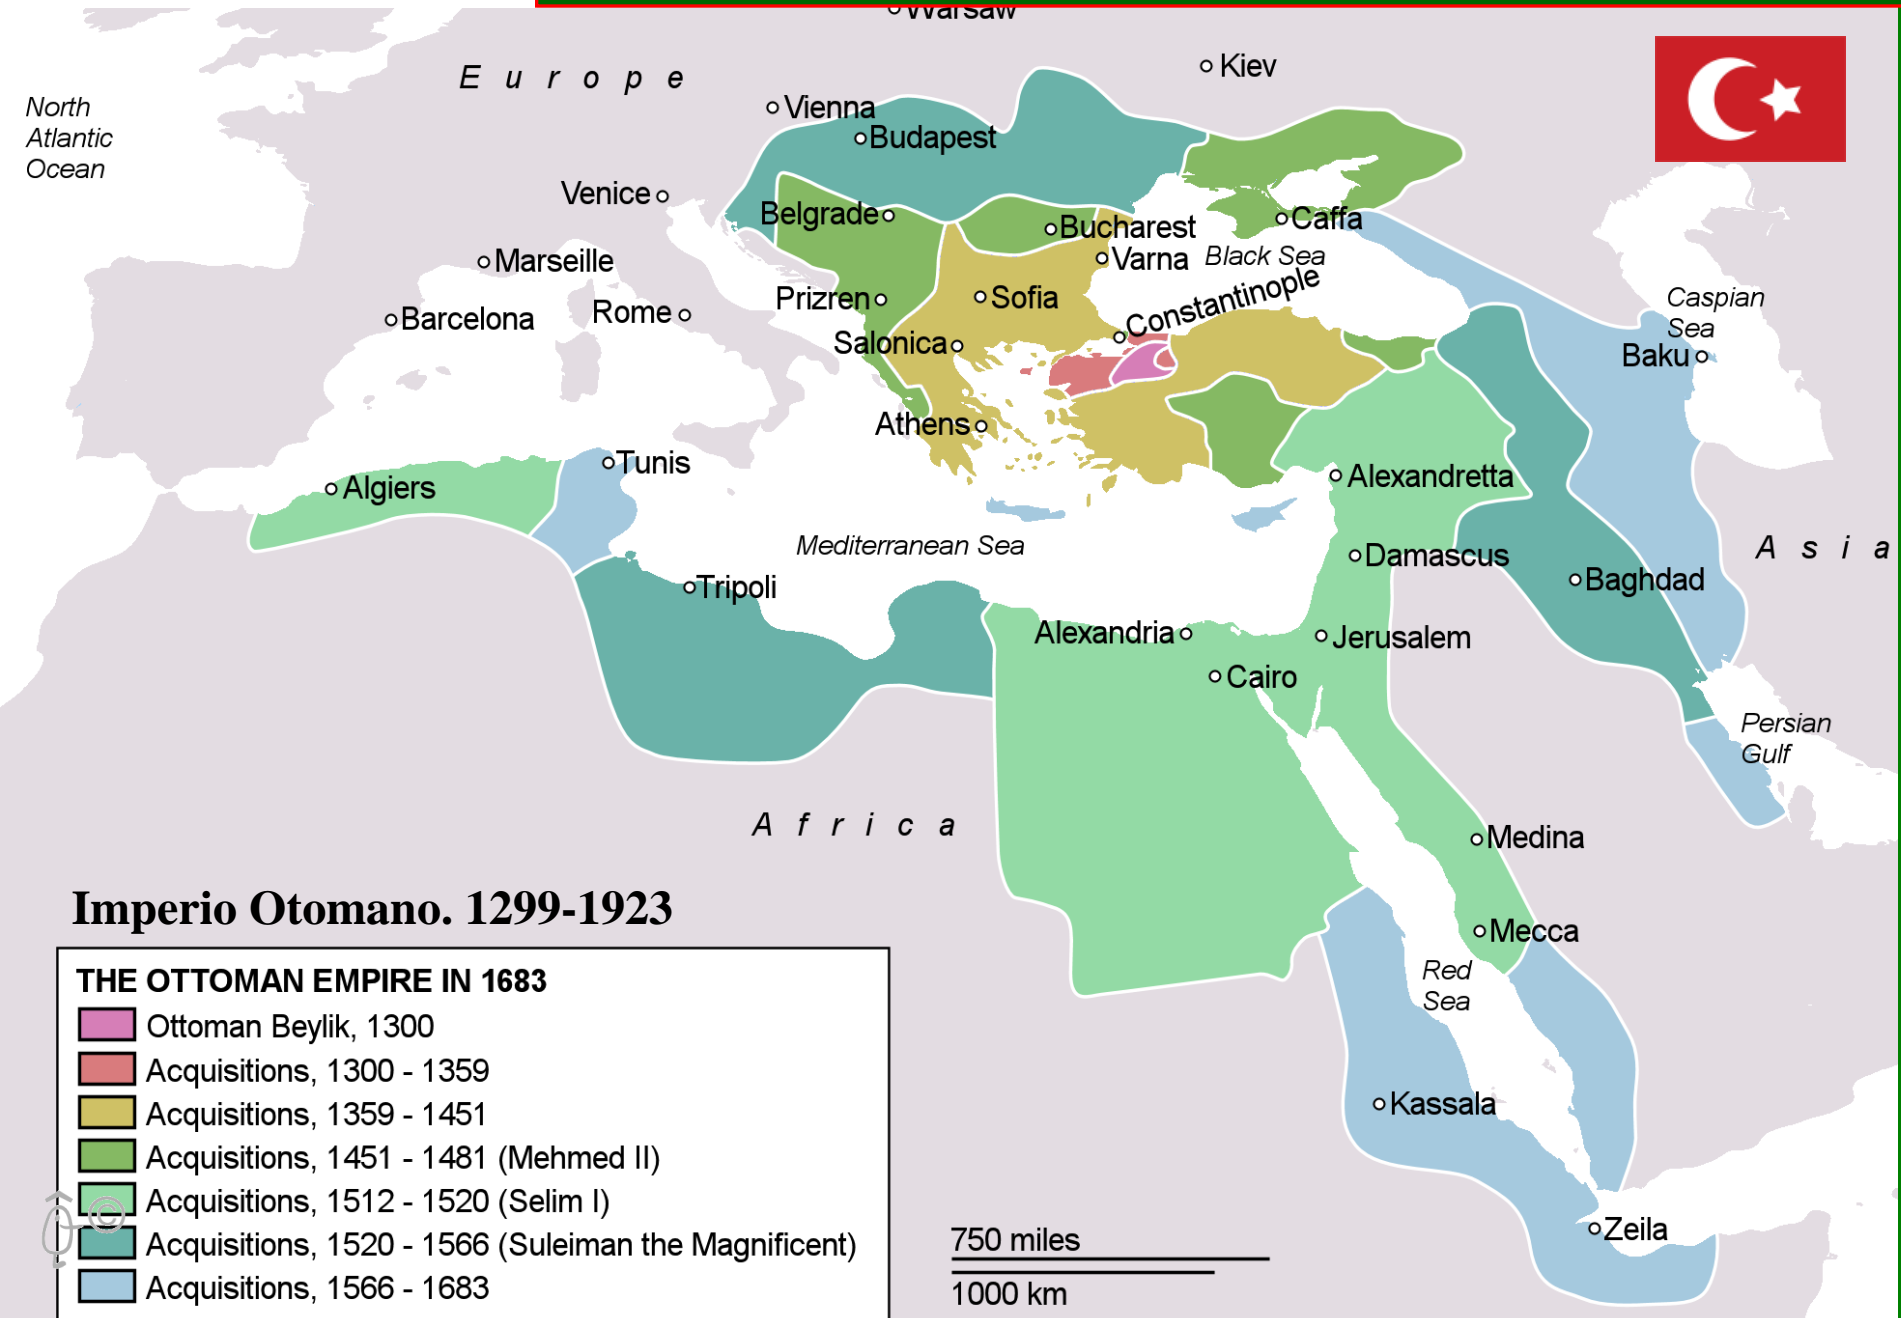 Warsaw
Kiev
Europe
North
Atlantic
Ocean
Vienna
Budapest
Venice
Belgrade
Bucharest
Caffa
Marseille
Varna
Black Sea
Prizren
Sofia
Constantinople
Caspian
Sea
Barcelona
Rome
Salonica
Baku
Athens
Tunis
Algiers
Alexandretta
Mediterranean Sea
Damascus
Asia
Tripoli
Baghdad
Alexandria
Jerusalem
Cairo
Persian
Gulf
Africa
Medina
Imperio Otomano. 1299-1923
Mecca
Red
Sea
THE OTTOMAN EMPIRE IN 1683
Ottoman Beylik, 1300
Acquisitions, 1300 - 1359
Acquisitions, 1359 - 1451
Acquisitions, 1451 - 1481 (Mehmed II)
Acquisitions, 1512 - 1520 (Selim I)
Acquisitions, 1520 - 1566 (Suleiman the Magnificent)
Acquisitions, 1566 - 1683
©
Kassala
Zeila
750 miles
1000 km